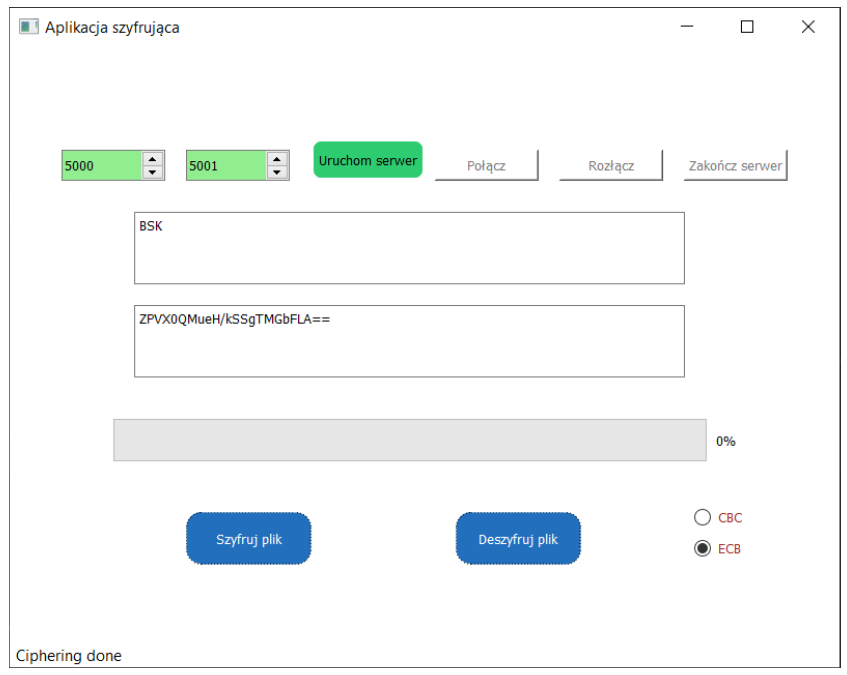 Aplikacja szyfrująca
5000 5001 Uruchom serwer Połącz Rozłącz Zakończ serwer
BSK
ZPVX0QMueH/kSSgTMGbFLA==
0%
Szyfruj plik Deszyfruj plik CBC
ECB
Ciphering done